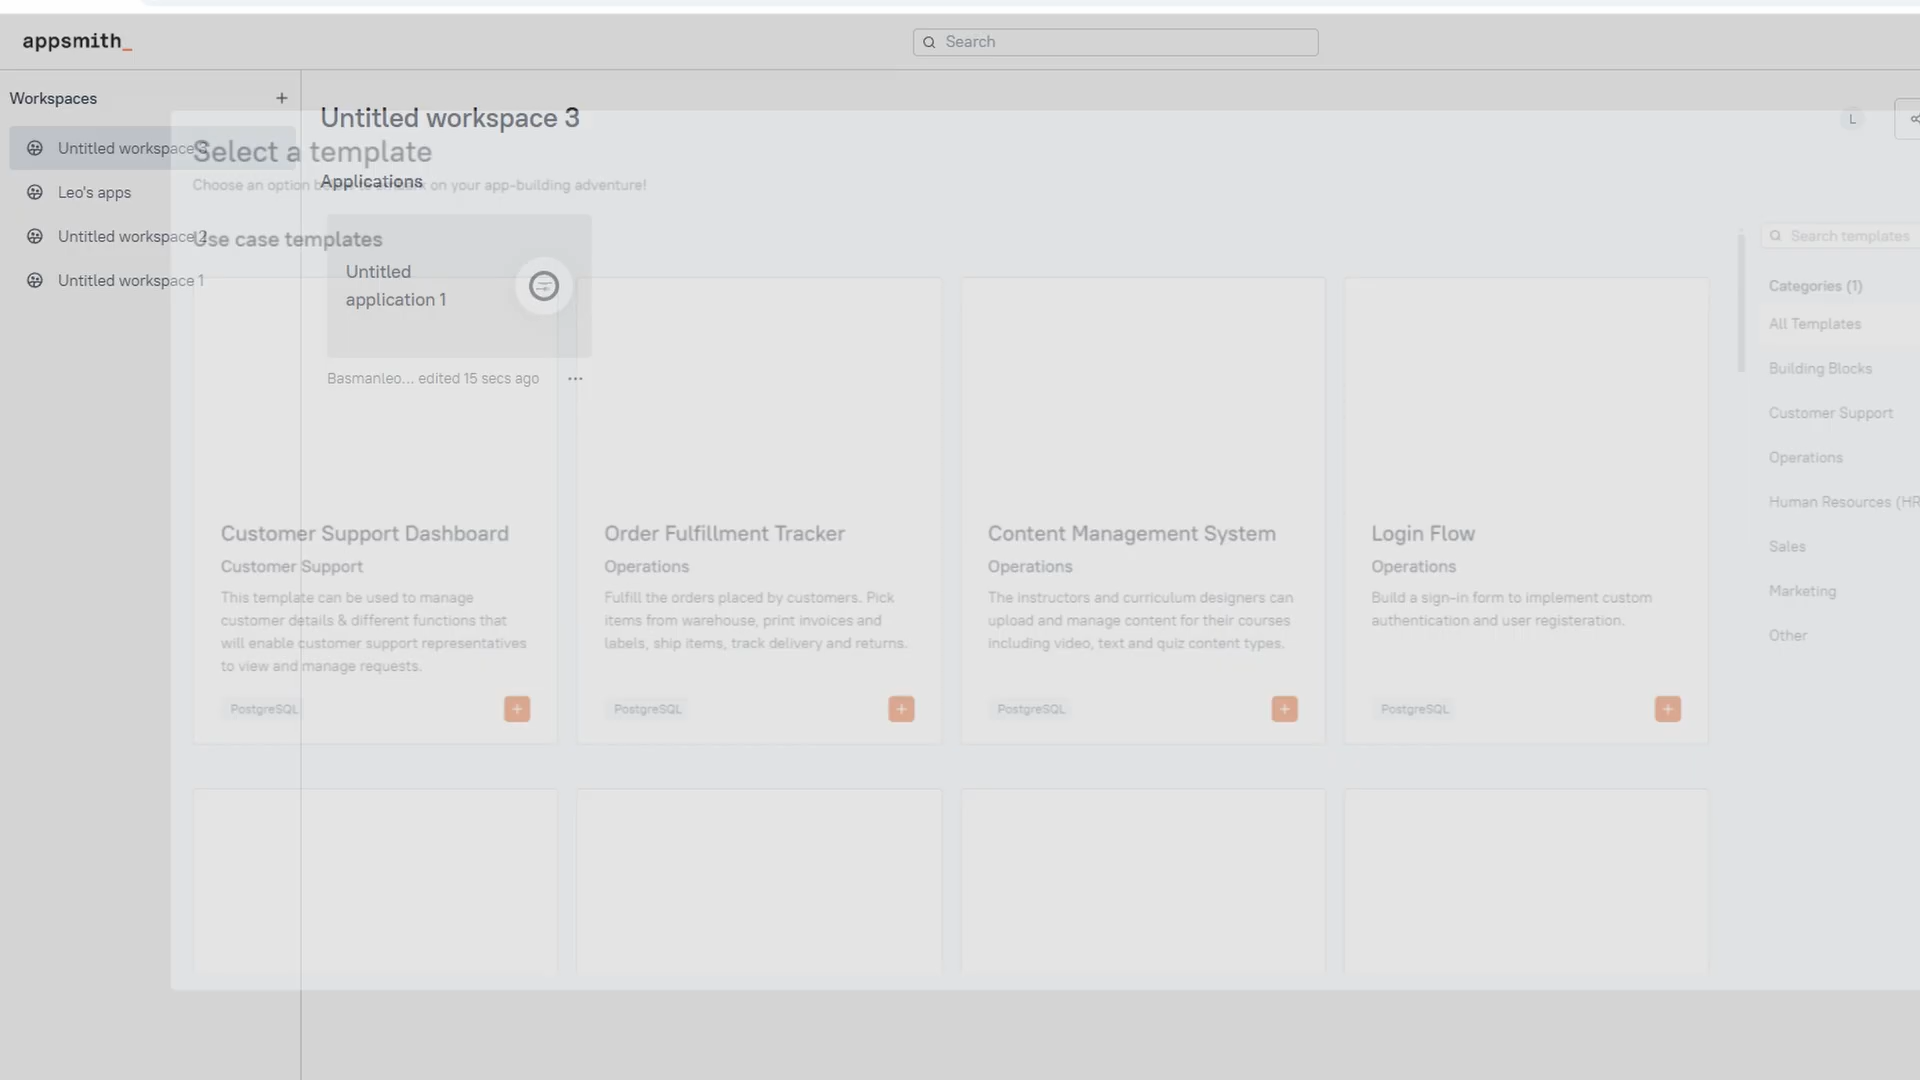 appsmith_
Search
Workspaces
Untitled workspace 3
Leo's apps
Untitled workspace 2
Untitled workspace 1
Untitled workspace 3
L
Select a template
Applications
Choose an option below to embark on your app-building adventure!
Use case templates
Untitled
application 1
Basmanleo... edited 15 secs ago
Search templates
Categories (1)
All Templates
Building Blocks
Customer Support
Operations
Human Resources (HR
Sales
Marketing
Other
Customer Support Dashboard
Customer Support
This template can be used to manage
customer details & different functions that
will enable customer support representatives
to view and manage requests.
PostgreSQL
Order Fulfillment Tracker
Operations
Fulfill the orders placed by customers. Pick
items from warehouse, print invoices and
labels, ship items, track delivery and returns.
PostgreSQL
Content Management System
Operations
The instructors and curriculum designers can
upload and manage content for their courses
including video, text and quiz content types.
PostgreSQL
Login Flow
Operations
Build a sign-in form to implement custom
authentication and user registeration.
PostgreSQL